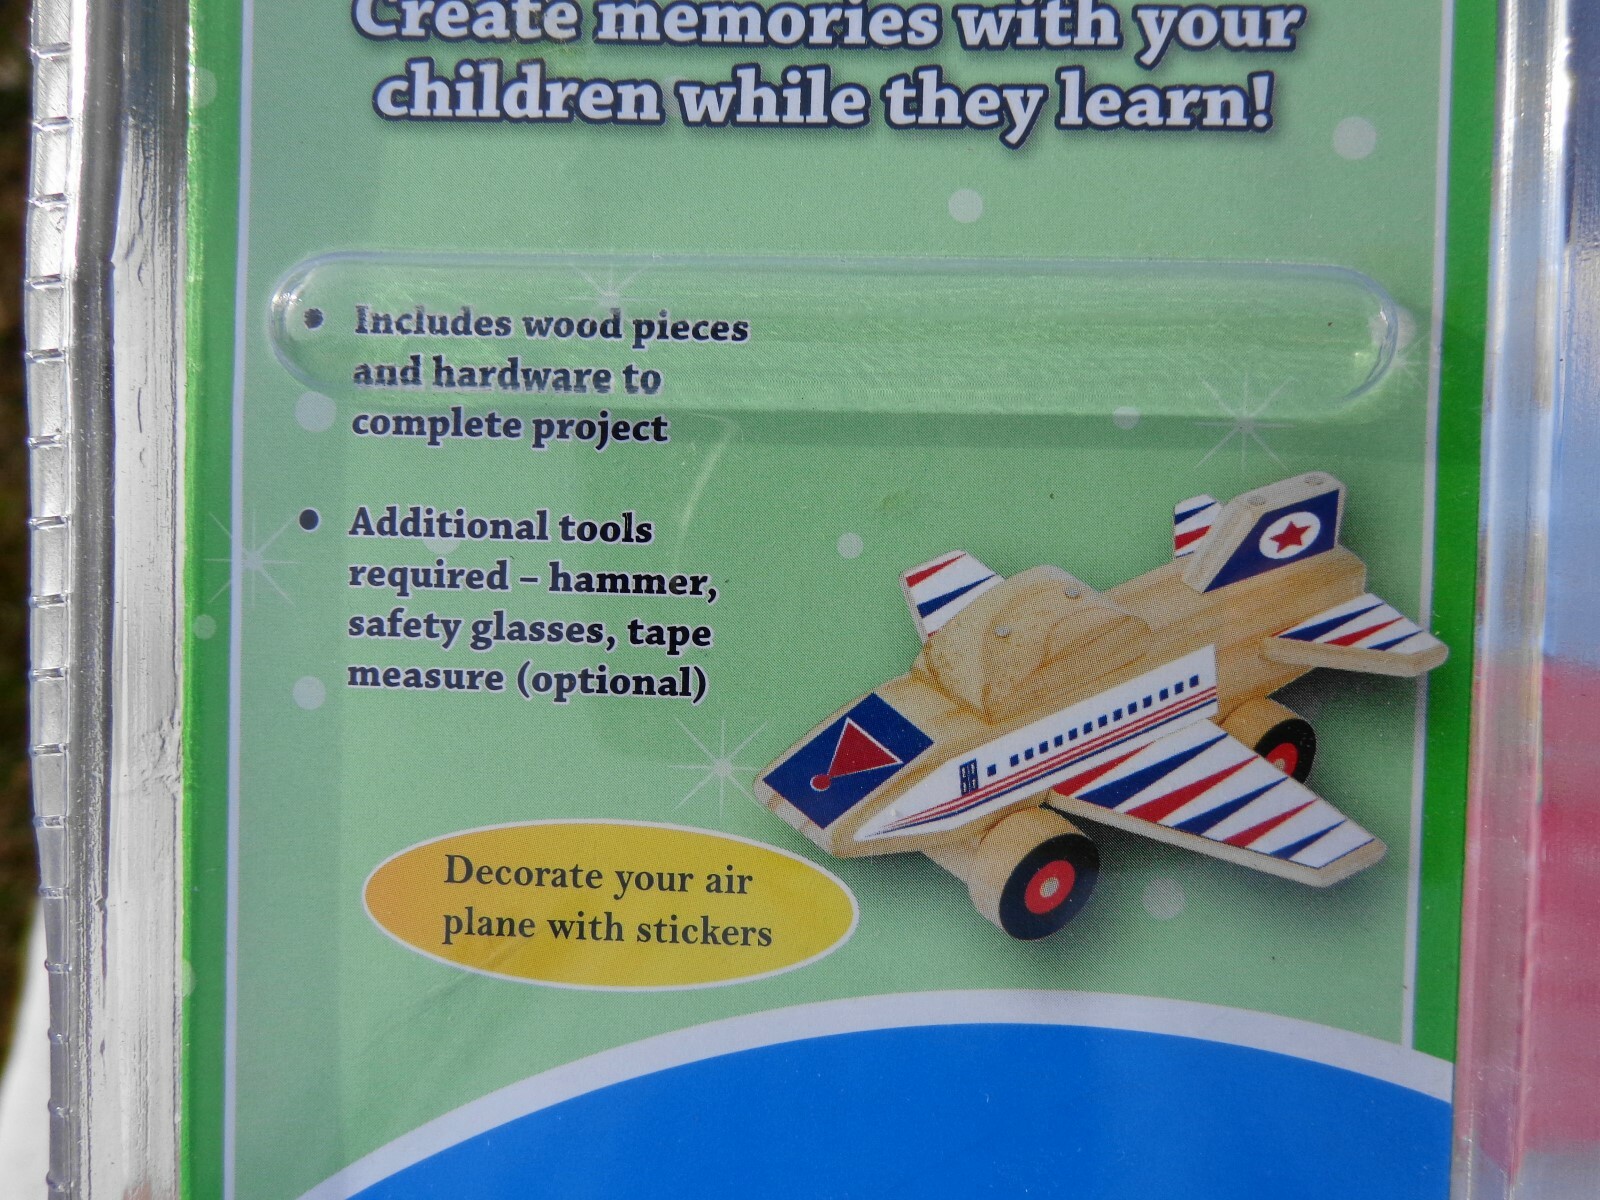 Create memories with your
children while they learn!
• Includes wood pieces
and hardware to
complete project
• Additional tools
required – hammer,
safety glasses, tape
measure (optional)
Decorate your air
plane with stickers